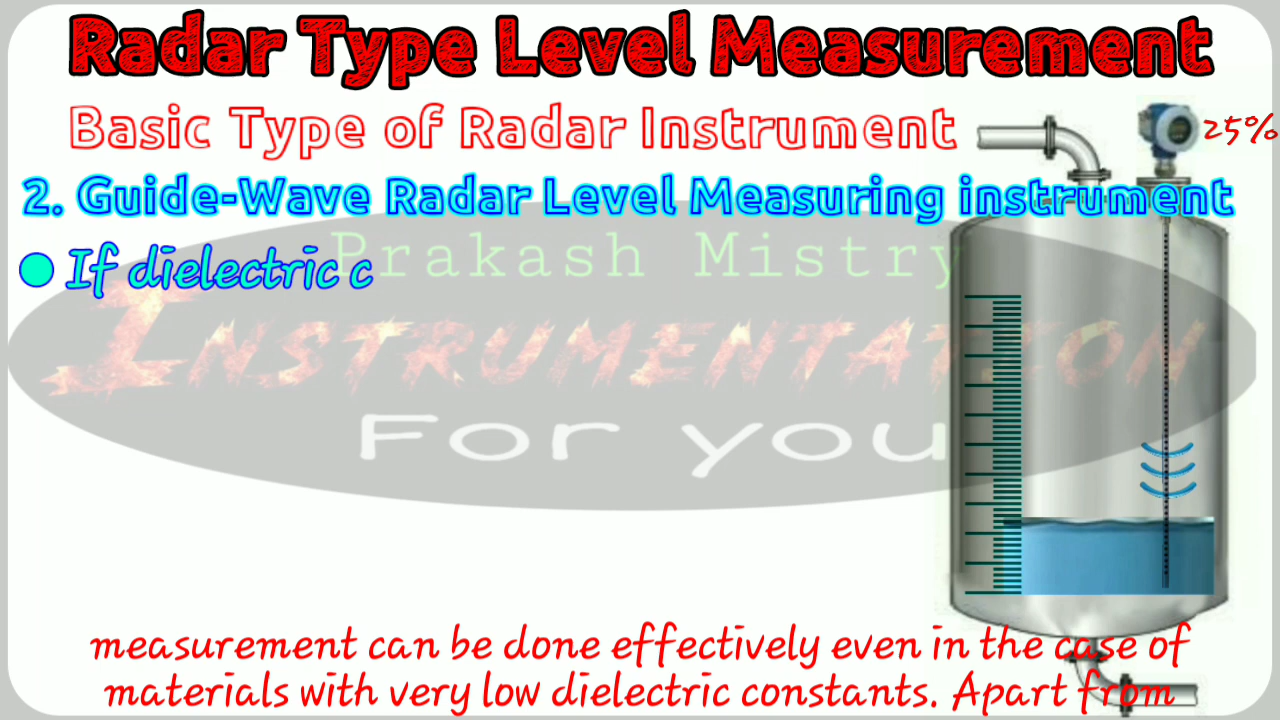 Radar Type Level Measurement
Basic Type of Radar Instrument
25%
2. Guide-Wave Radar Level Measuring instrument
Prakash Mistry
If dielectric c
INSTRUMENTATION
For you
measurement can be done effectively even in the case of
materials with very low dielectric constants. Apart from